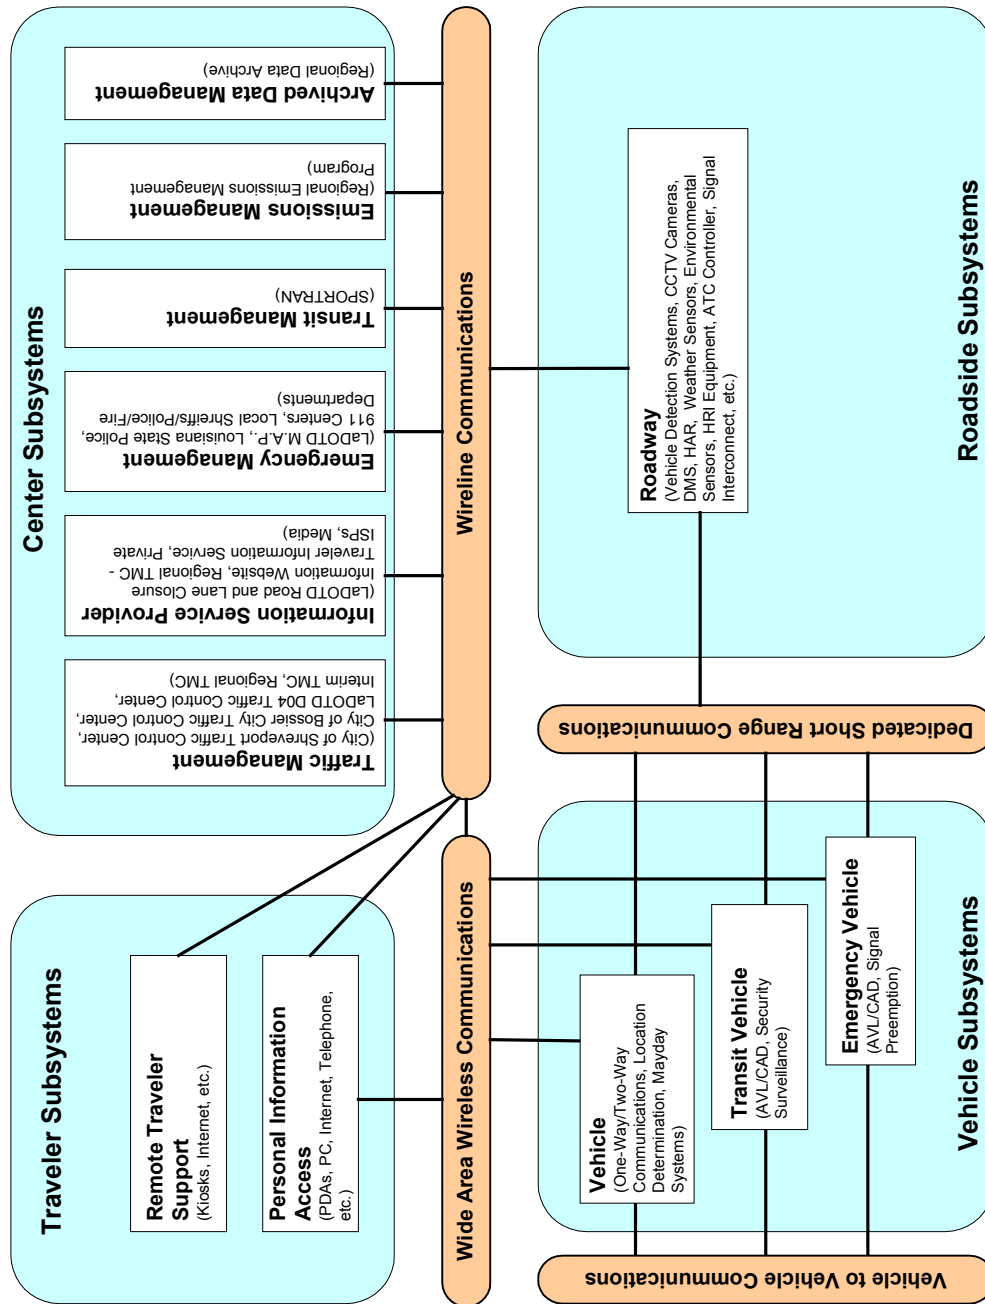 Traveler Subsystems
Remote Traveler
Support
(Kiosks, Internet, etc.)
Personal Information
Access
(PDAs, PC, Internet, Telephone,
etc.)
Center Subsystems
Traffic Management
(City of Shreveport Traffic Control Center,
City of Bossier City Traffic Control Center,
LaDOTD D04 Traffic Control Center,
Interim TMC, Regional TMC)
Information Service Provider
(LaDOTD Road and Lane Closure
Information Website, Regional TMC -
Traveler Information Service, Private
ISPs, Media)
Emergency Management
(LaDOTD M.A.P., Louisiana State Police,
911 Centers, Local Shreiffs/Police/Fire
Departments)
Transit Management
(SPORTRAN)
Emissions Management
(Regional Emissions Management
Program)
Archived Data Management
(Regional Data Archive)
Wide Area Wireless Communications
Wireline Communications
Vehicle to Vehicle Communications
Vehicle
(One-Way/Two-Way
Communications, Location
Determination, Mayday
Systems)
Transit Vehicle
(AVL/CAD, Security
Surveillance)
Emergency Vehicle
(AVL/CAD, Signal
Preemption)
Vehicle Subsystems
Dedicated Short Range Communications
Roadway
(Vehicle Detection Systems, CCTV Cameras,
DMS, HAR, Weather Sensors, Environmental
Sensors, HRI Equipment, ATC Controller, Signal
Interconnect, etc.)
Roadside Subsystems